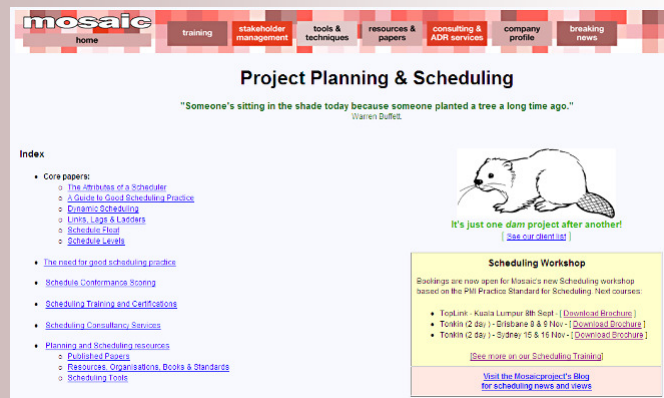 mosaic
home
training
stakeholder
management
tools &
techniques
resources &
papers
consulting &
ADR services
company
profile
breaking
news
Project Planning & Scheduling
"Someone's sitting in the shade today because someone planted a tree a long time ago."
Warren Buffett.
Index
Core papers:
The Attributes of a Scheduler
A Guide to Good Scheduling Practice
Dynamic Scheduling
Links, Lags & Ladders
Schedule Float
Schedule Levels
The need for good scheduling practice
Schedule Conformance Scoring
Scheduling Training and Certifications
Scheduling Consultancy Services
Planning and Scheduling resources
Published Papers
Resources, Organisations, Books & Standards
Scheduling Tools
It's just one dam project after another!
[ See our client list ]
Scheduling Workshop
Bookings are now open for Mosaic's new Scheduling workshop
based on the PMI Practice Standard for Scheduling. Next courses:
TopLink - Kuala Lumpur 8th Sept - [ Download Brochure ]
Tonkin (2 day ) - Brisbane 8 & 9 Nov - [ Download Brochure ]
Tonkin (2 day ) - Sydney 15 & 16 Nov - [ Download Brochure ]
[See more on our Scheduling Training]
Visit the Mosaicproject's Blog
for scheduling news and views